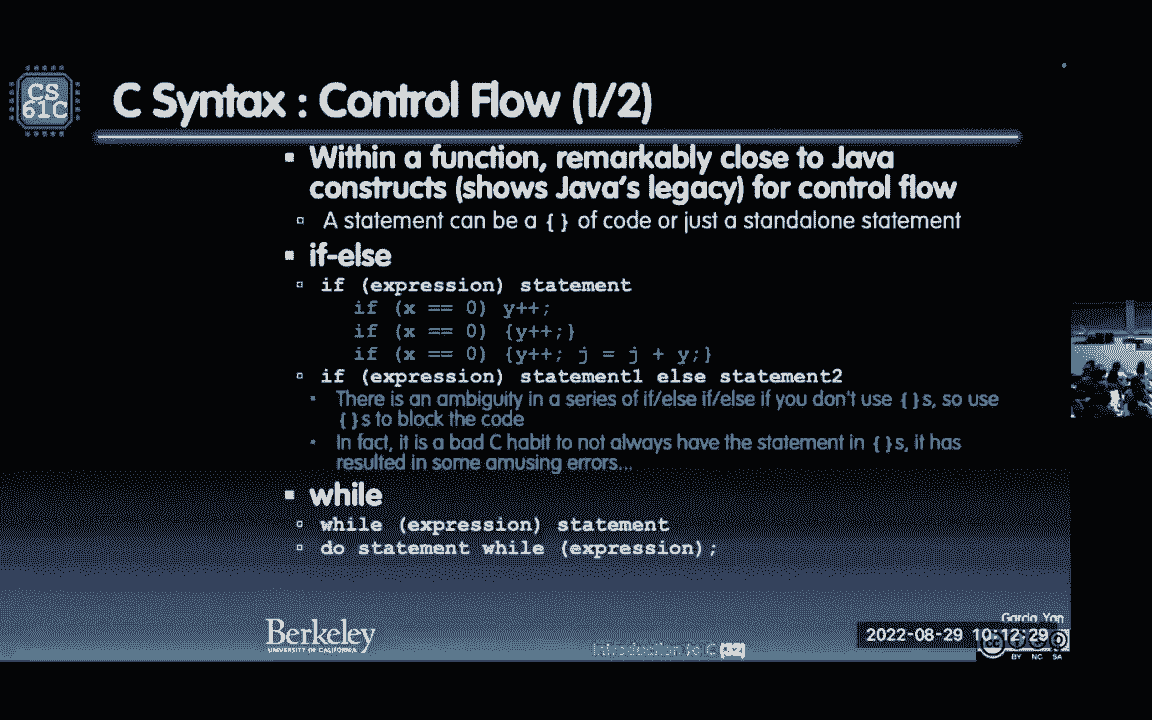 CS
61C
C Syntax : Control Flow (1/2)
▪ Within a function, remarkably close to Java
constructs (shows Java's legacy) for control flow
▫ A statement can be a { } of code or just a standalone statement
▪ if-else
▫ if (expression) statement
if (x == 0) y++;
if (x == 0) {y++;}
if (x == 0) {y++; j = j + y;}
▫ if (expression) statement1 else statement2
• There is an ambiguity in a series of if/else if/else if you don't use { }s, so use
{ }s to block the code
• In fact, it is a bad C habit to not always have the statement in { }s, it has
resulted in some amusing errors...
▪ while
▫ while (expression) statement
▫ do statement while (expression);
Berkeley
UNIVERSITY OF CALIFORNIA
Introduction to C (32)
Garcia, Yan
2022-08-29 10:12:29
cc
BY NC SA